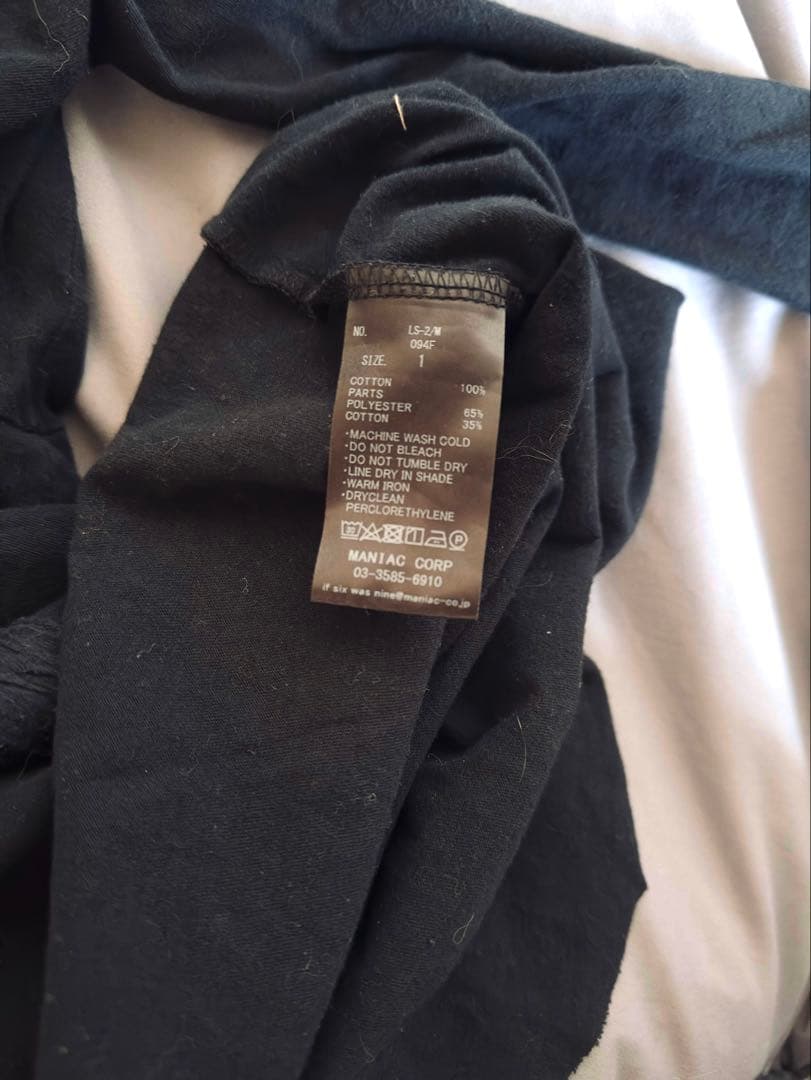 NO. LS-2/M
094F
SIZE. 1
COTTON 100%
PARTS
POLYESTER 65%
COTTON 35%
・MACHINE WASH COLD
・DO NOT BLEACH
・DO NOT TUMBLE DRY
・LINE DRY IN SHADE
・WARM IRON
・DRYCLEAN
PERCLORETHYLENE
MANIAC CORP
03-3585-6910
if six was nine@maniac-co.jp